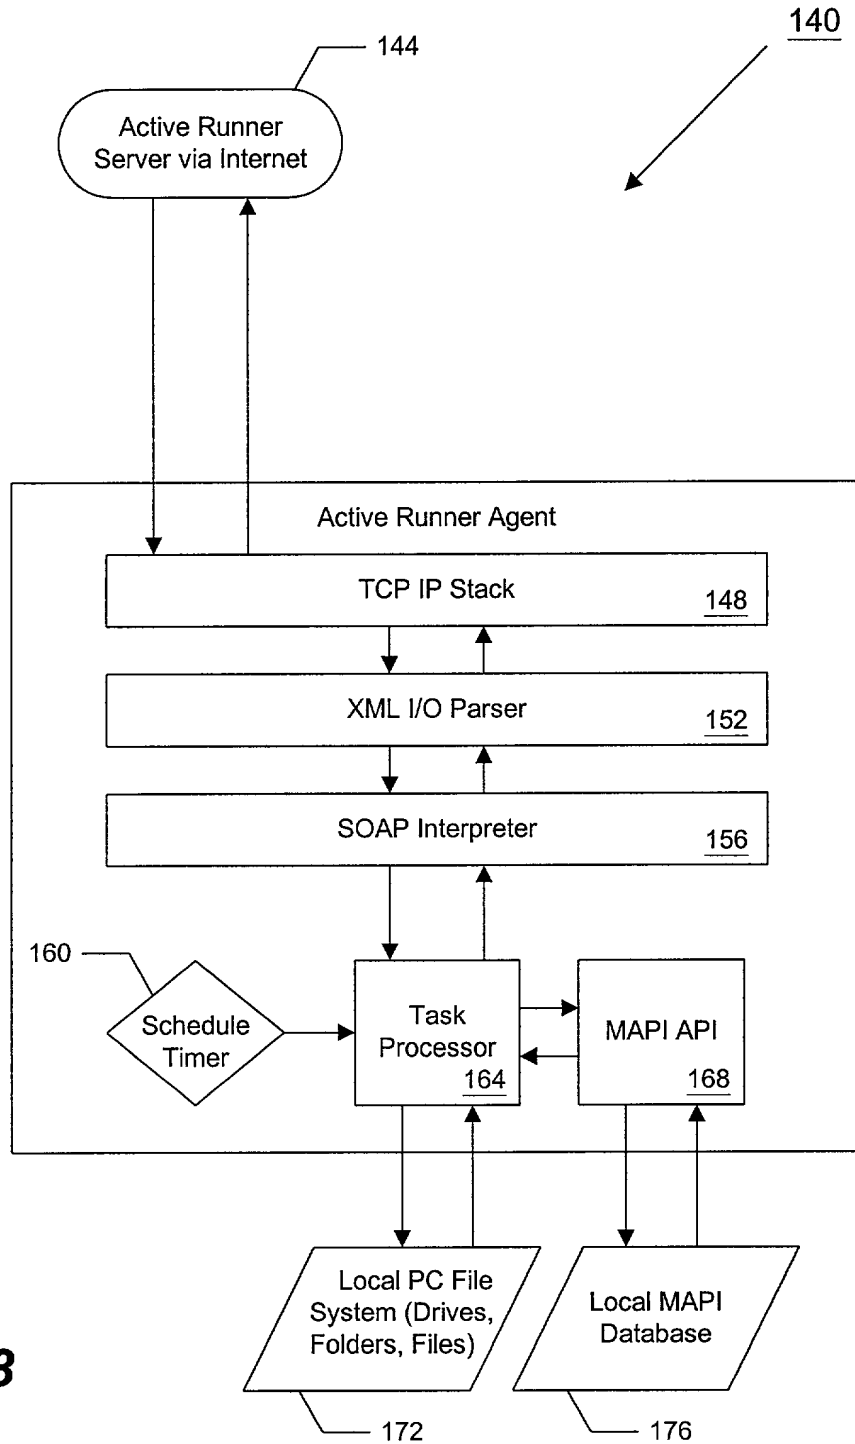 140
144
Active Runner
Server via Internet
Active Runner Agent
TCP IP Stack
148
XML I/O Parser
152
SOAP Interpreter
156
160
Schedule
Timer
Task
Processor
164
MAPI API
168
Local PC File
System (Drives,
Folders, Files)
Local MAPI
Database
172
176